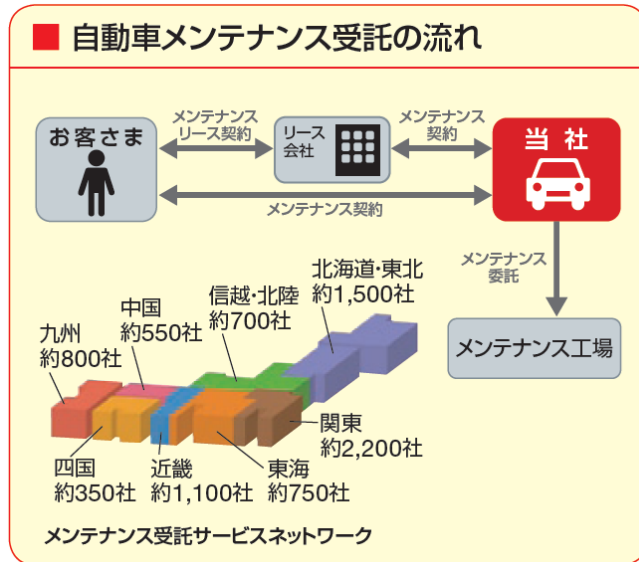 ■ 自動車メンテナンス受託の流れ
お客さま
メンテナンス
リース契約
リース
会社
メンテナンス
契約
当社
メンテナンス契約
メンテナンス
委託
メンテナンス工場
北海道・東北
約1,500社
信越・北陸
約700社
中国
約550社
九州
約800社
関東
約2,200社
四国
約350社
近畿
約1,100社
東海
約750社
メンテナンス受託サービスネットワーク